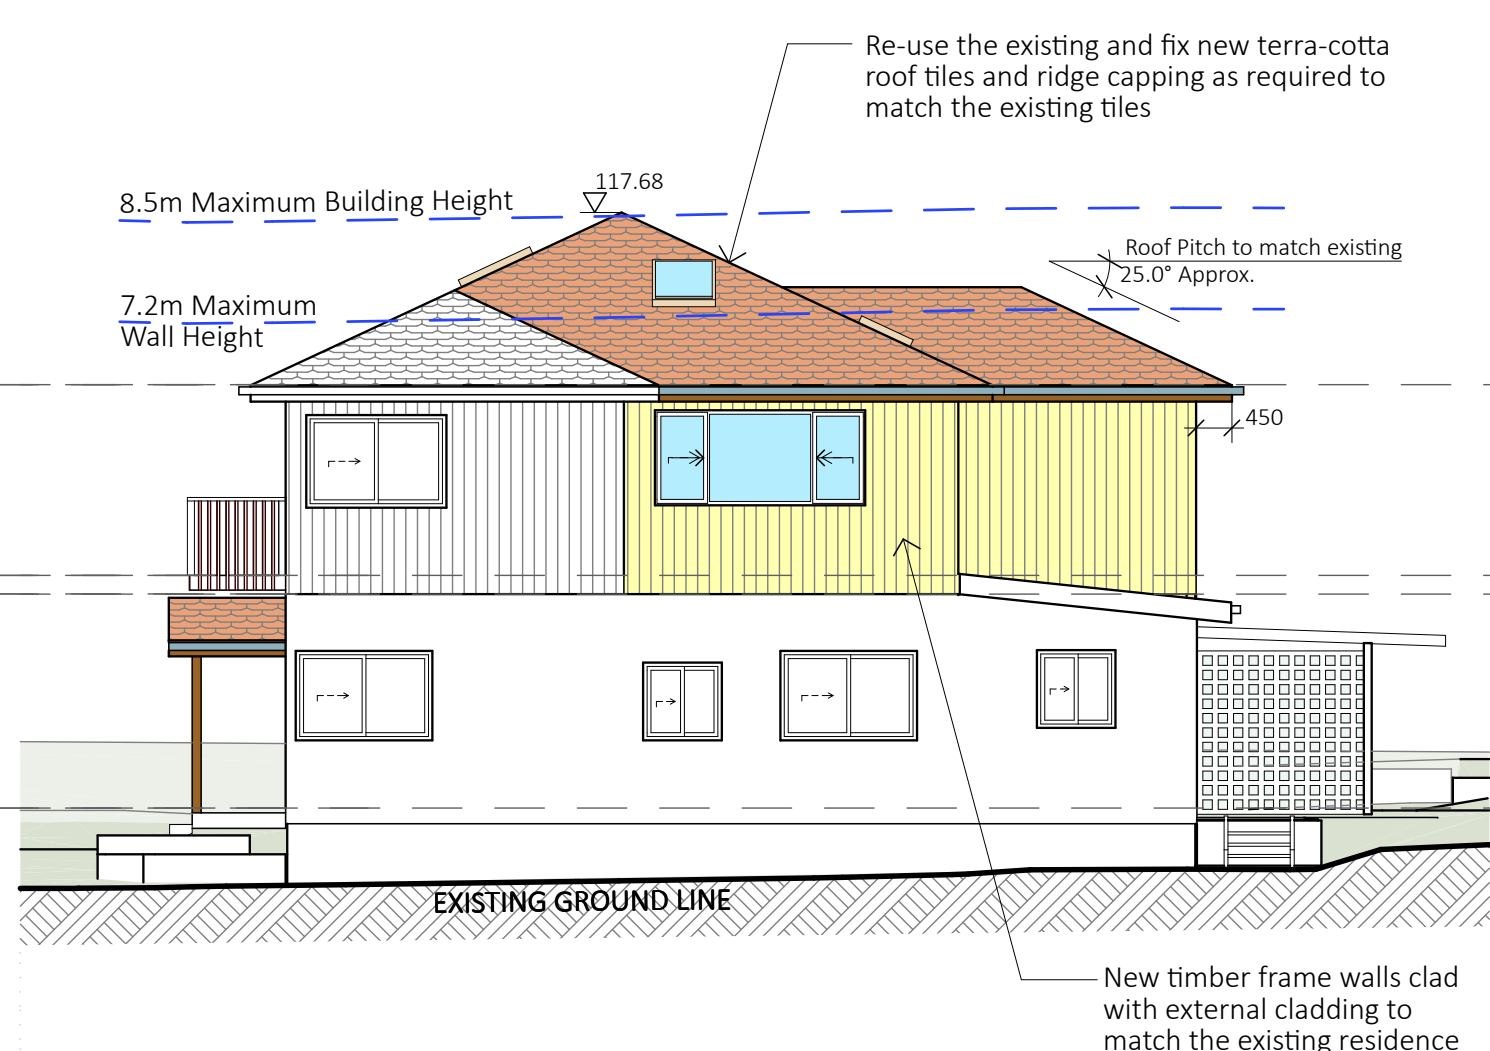 Re-use the existing and fix new terra-cotta
roof tiles and ridge capping as required to
match the existing tiles
117.68
8.5m Maximum Building Height
Roof Pitch to match existing
25.0° Approx.
7.2m Maximum
Wall Height
450
EXISTING GROUND LINE
New timber frame walls clad
with external cladding to
match the existing residence